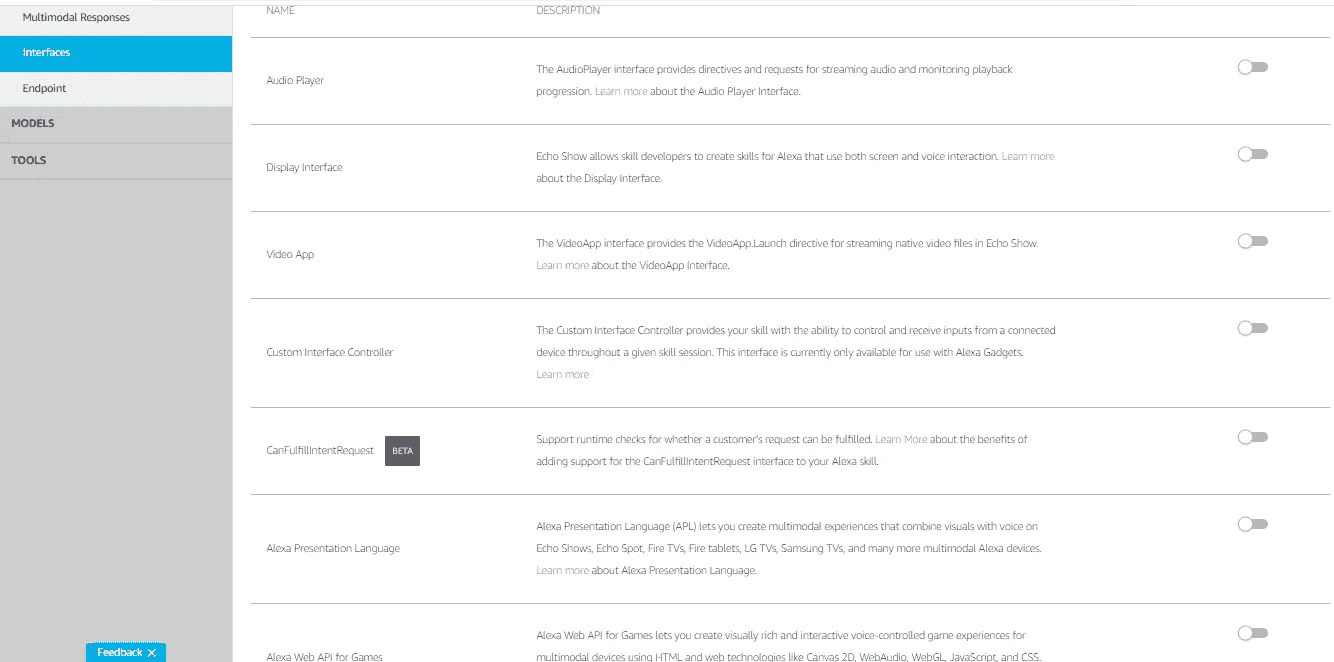 Multimodal Responses
Interfaces
Endpoint
MODELS
TOOLS
Feedback ✕
NAME DESCRIPTION
Audio Player
The AudioPlayer interface provides directives and requests for streaming audio and monitoring playback
progression. Learn more about the Audio Player Interface.
Display Interface
Echo Show allows skill developers to create skills for Alexa that use both screen and voice interaction. Learn more
about the Display Interface.
Video App
The VideoApp interface provides the VideoApp.Launch directive for streaming native video files in Echo Show.
Learn more about the VideoApp Interface.
Custom Interface Controller
The Custom Interface Controller provides your skill with the ability to control and receive inputs from a connected
device throughout a given skill session. This interface is currently only available for use with Alexa Gadgets.
Learn more
CanFulfillIntentRequest BETA
Support runtime checks for whether a customer's request can be fulfilled. Learn More about the benefits of
adding support for the CanFulfillIntentRequest interface to your Alexa skill.
Alexa Presentation Language
Alexa Presentation Language (APL) lets you create multimodal experiences that combine visuals with voice on
Echo Shows, Echo Spot, Fire TVs, Fire tablets, LG TVs, Samsung TVs, and many more multimodal Alexa devices.
Learn more about Alexa Presentation Language.
Alexa Web API for Games
Alexa Web API for Games lets you create visually rich and interactive voice-controlled game experiences for
multimodal devices using HTML and web technologies like Canvas 2D, WebAudio, WebGL, JavaScript, and CSS.